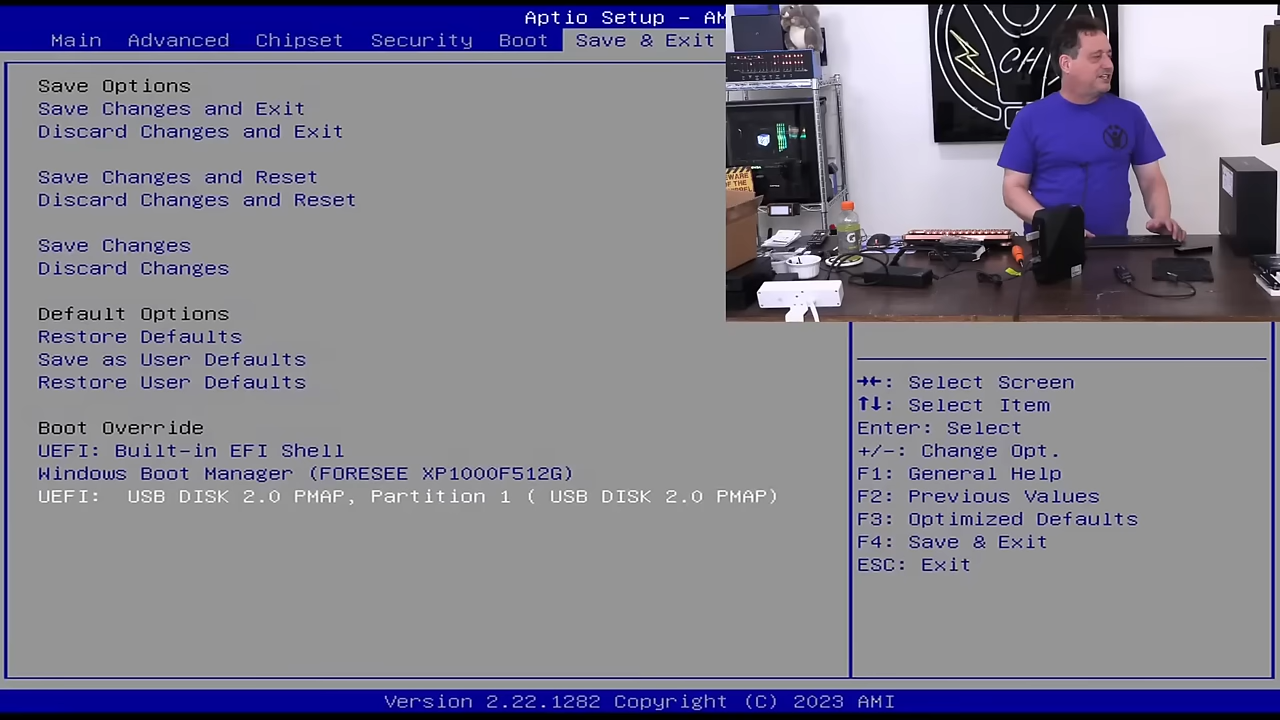 Aptio Setup - AM
Main Advanced Chipset Security Boot Save & Exit
Save Options
Save Changes and Exit
Discard Changes and Exit
Save Changes and Reset
Discard Changes and Reset
Save Changes
Discard Changes
Default Options
Restore Defaults
Save as User Defaults
Restore User Defaults
Boot Override
UEFI: Built-in EFI Shell
Windows Boot Manager (FORESEE XP1000F512G)
UEFI:  USB DISK 2.0 PMAP, Partition 1 ( USB DISK 2.0 PMAP)
CH
OF THE
G
→←: Select Screen
↑↓: Select Item
Enter: Select
+/-: Change Opt.
F1: General Help
F2: Previous Values
F3: Optimized Defaults
F4: Save & Exit
ESC: Exit
Version 2.22.1282 Copyright (C) 2023 AMI